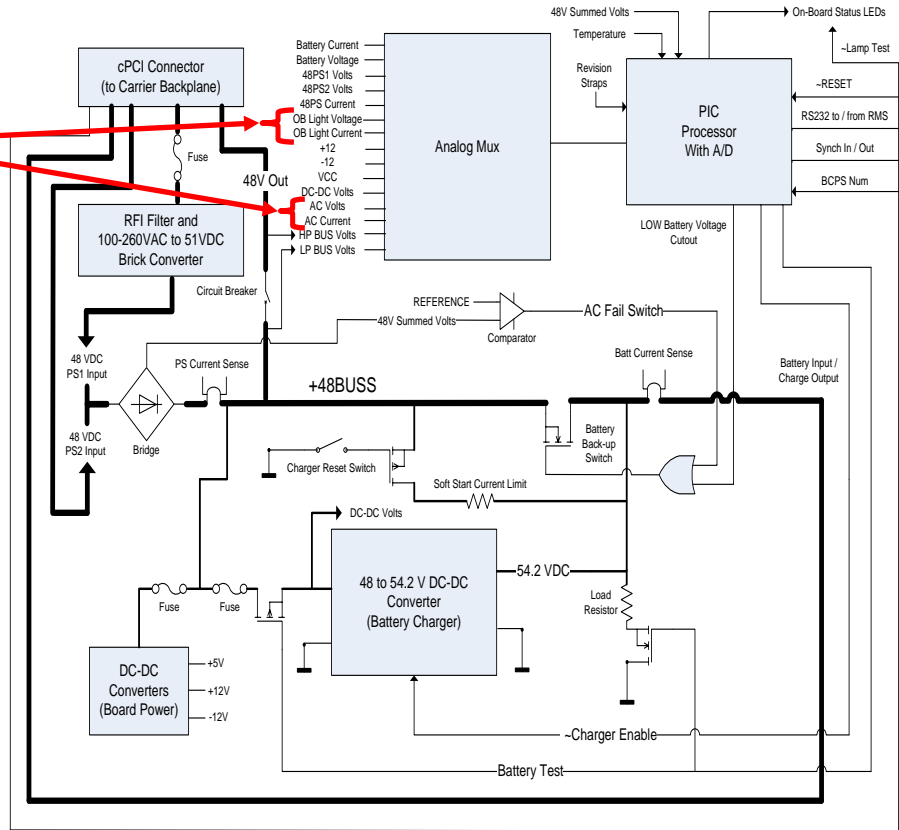 48V Summed Volts
Temperature
On-Board Status LEDs
~Lamp Test
cPCI Connector
(to Carrier Backplane)
Battery Current
Battery Voltage
48PS1 Volts
48PS2 Volts
48PS Current
OB Light Voltage
OB Light Current
+12
-12
VCC
DC-DC Volts
AC Volts
AC Current
HP BUS Volts
LP BUS Volts
Analog Mux
Revision
Straps
PIC
Processor
With A/D
~RESET
RS232 to / from RMS
Synch In / Out
BCPS Num
Fuse
48V Out
RFI Filter and
100-260VAC to 51VDC
Brick Converter
LOW Battery Voltage
Cutout
Circuit Breaker
REFERENCE
48V Summed Volts
Comparator
AC Fail Switch
48 VDC
PS1 Input
PS Current Sense
Batt Current Sense
Battery Input /
Charge Output
+48BUSS
48 VDC
PS2 Input
Bridge
Charger Reset Switch
Battery
Back-up
Switch
Soft Start Current Limit
DC-DC Volts
48 to 54.2 V DC-DC
Converter
(Battery Charger)
54.2 VDC
Load
Resistor
Fuse
Fuse
DC-DC
Converters
(Board Power)
+5V
+12V
-12V
~Charger Enable
Battery Test